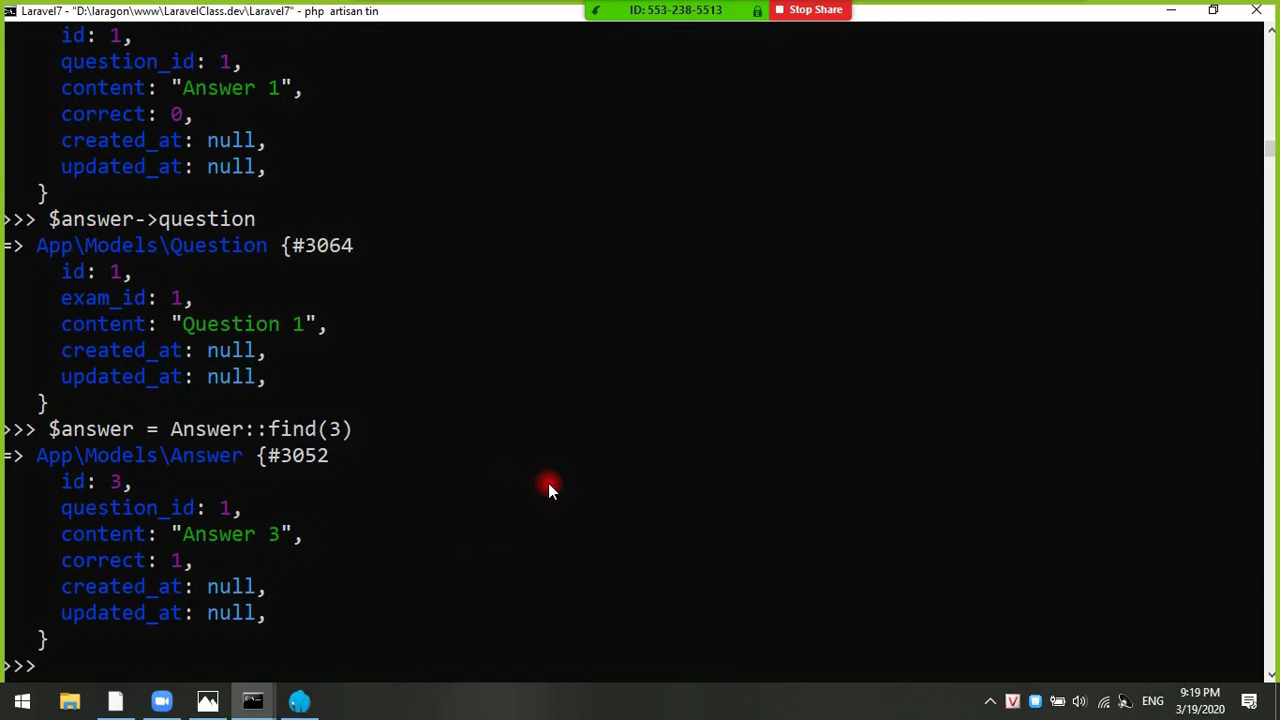 Laravel7 - "D:\laragon\www\LaravelClass.dev\Laravel7" - php artisan tin
ID: 553-238-5513
Stop Share
id: 1,
question_id: 1,
content: "Answer 1",
correct: 0,
created_at: null,
updated_at: null,
}
>>> $answer->question
=> App\Models\Question {#3064
id: 1,
exam_id: 1,
content: "Question 1",
created_at: null,
updated_at: null,
}
>>> $answer = Answer::find(3)
=> App\Models\Answer {#3052
id: 3,
question_id: 1,
content: "Answer 3",
correct: 1,
created_at: null,
updated_at: null,
}
>>>
V
ENG
9:19 PM
3/19/2020